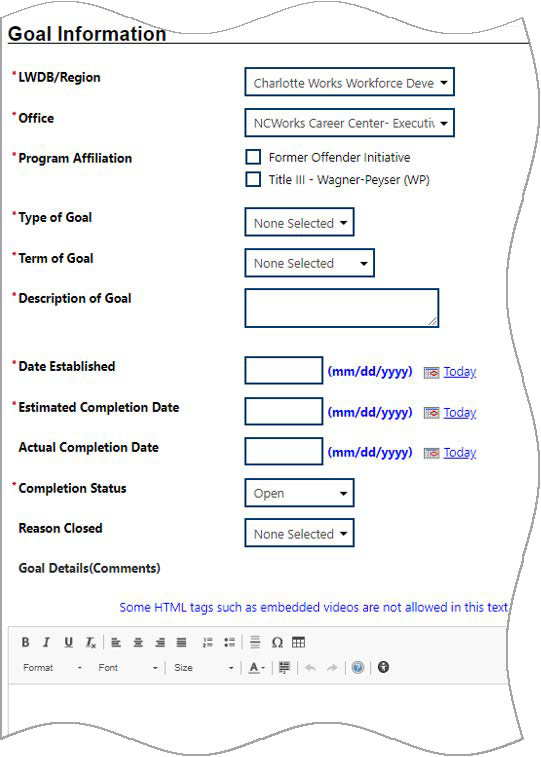 Goal Information
* LWDB/Region
Charlotte Works Workforce Deve
* Office
NCWorks Career Center- Executiv
* Program Affiliation
Former Offender Initiative
Title III - Wagner-Peyser (WP)
* Type of Goal
None Selected
* Term of Goal
None Selected
* Description of Goal
* Date Established
(mm/dd/yyyy) Today
* Estimated Completion Date
(mm/dd/yyyy) Today
Actual Completion Date
(mm/dd/yyyy) Today
* Completion Status
Open
Reason Closed
None Selected
Goal Details(Comments)
Some HTML tags such as embedded videos are not allowed in this text
B I U Tx Ω
Format Font Size A